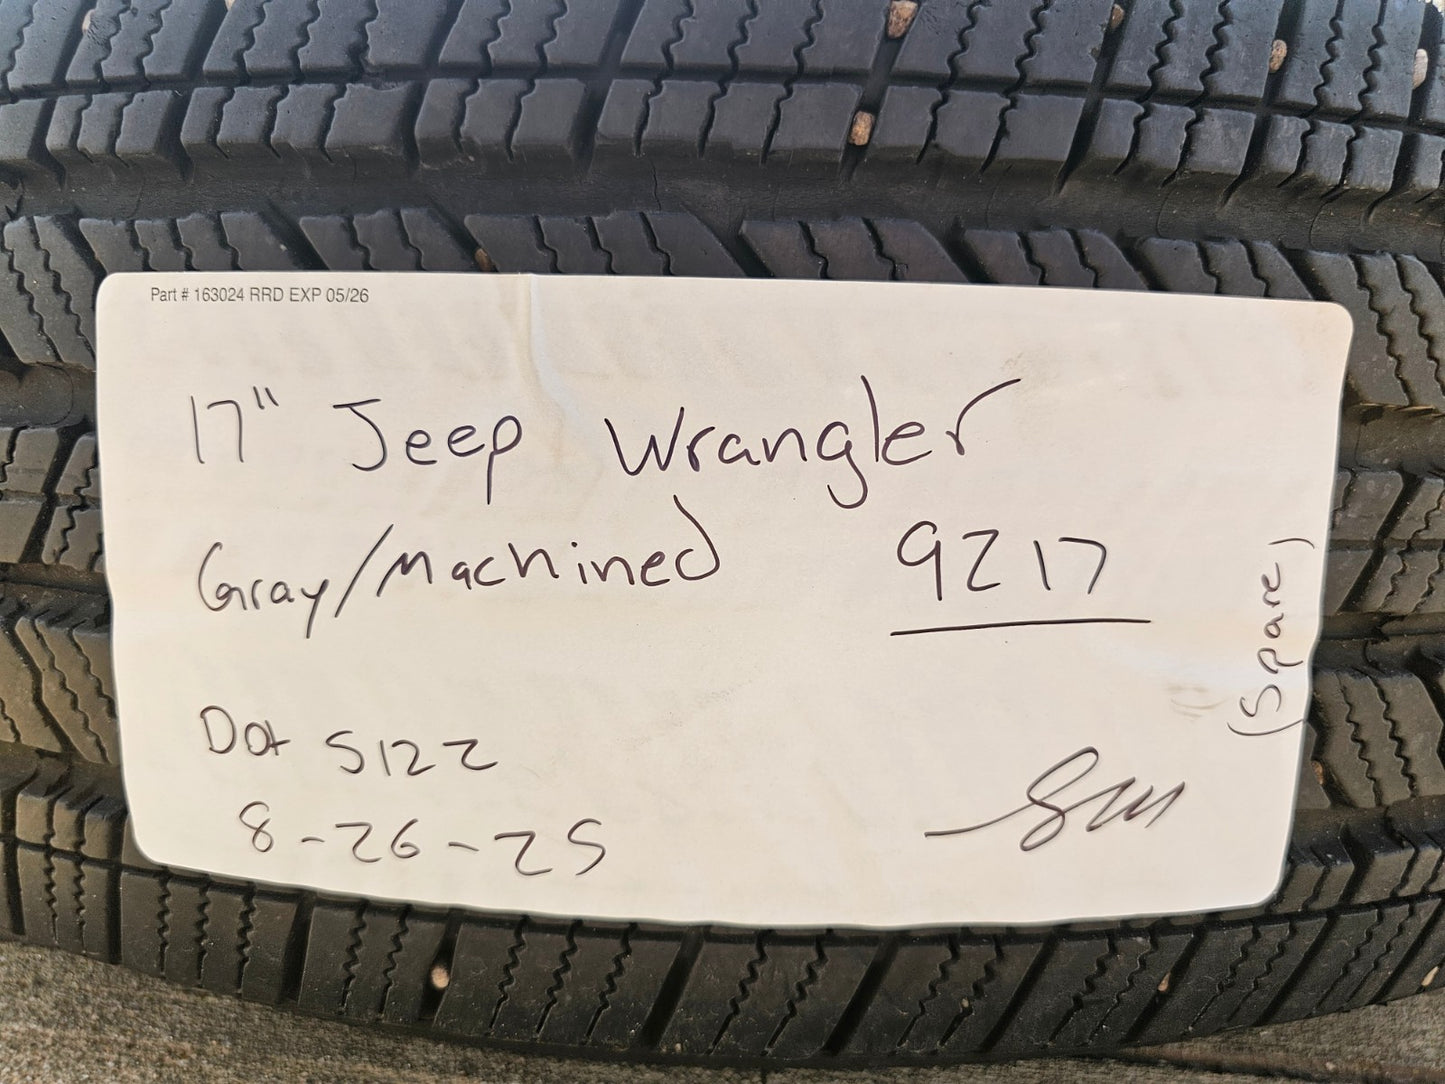 Part # 163024 RRD EXP 05/26
17" Jeep Wrangler
Gray/Machined 9217
(Spare)
Dot 5122
8-26-25